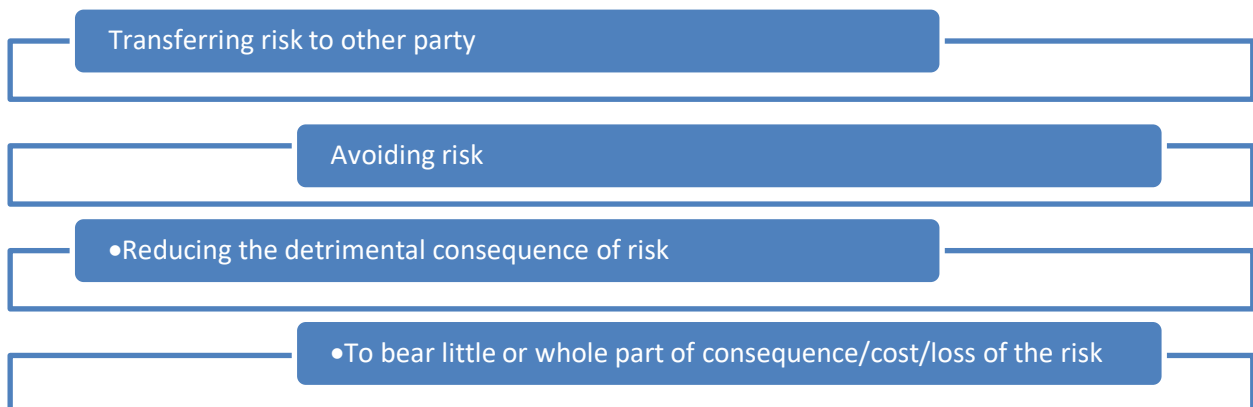 Transferring risk to other party
Avoiding risk
•Reducing the detrimental consequence of risk
•To bear little or whole part of consequence/cost/loss of the risk